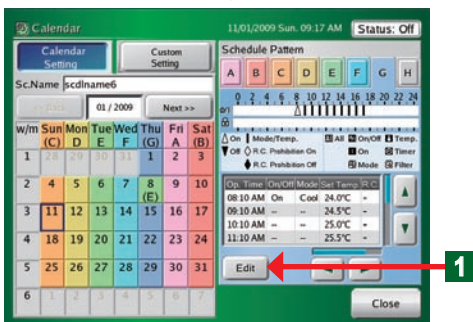 Calendar
11/01/2009 Sun. 09:17 AM
Status: Off
Calendar Setting
Custom Setting
Sc.Name scdlname6
01 / 2009
Next >>
w/m Sun Mon Tue Wed Thu Fri Sat
(C) D E F (G) A (B)
1 28 29 30 31 1 2 3
2 4 5 6 7 8 9 10
(E)
3 11 12 13 14 15 16 17
4 18 19 20 21 22 23 24
5 25 26 27 28 29 30 31
6 1 2 3 4 5 6 7
Schedule Pattern
A B C D E F G H
0 2 4 6 8 10 12 14 16 18 20 22 24
On Mode/Temp. All On/Off Temp.
Off R.C. Prohibition On On Timer
R.C. Prohibition Off Mode Filter
Op. Time On/Off Mode Set Temp. R.C.
08:10 AM On Cool 24.0°C -
09:10 AM -- -- 24.5°C -
10:10 AM -- -- 25.0°C -
11:10 AM -- -- 25.5°C -
Edit
1
Close